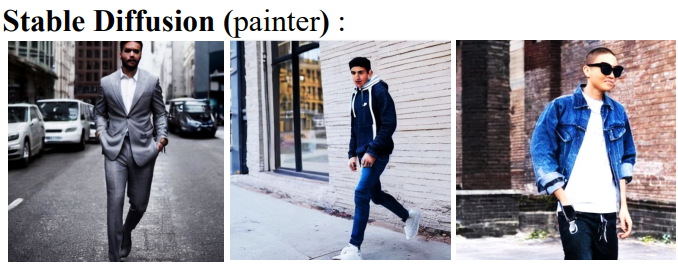 Stable Diffusion (painter) :